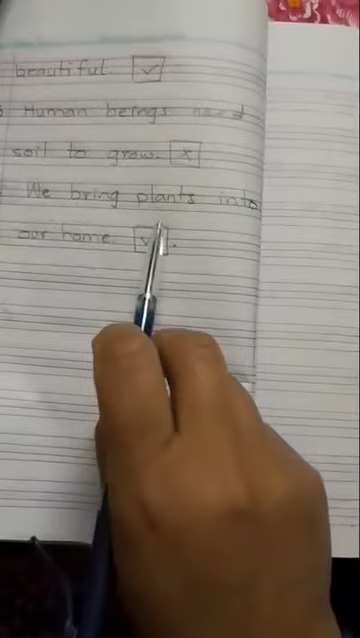 beautiful. ✓
Human beings need
soil to grow. x
We bring plants into
our home. ✓.